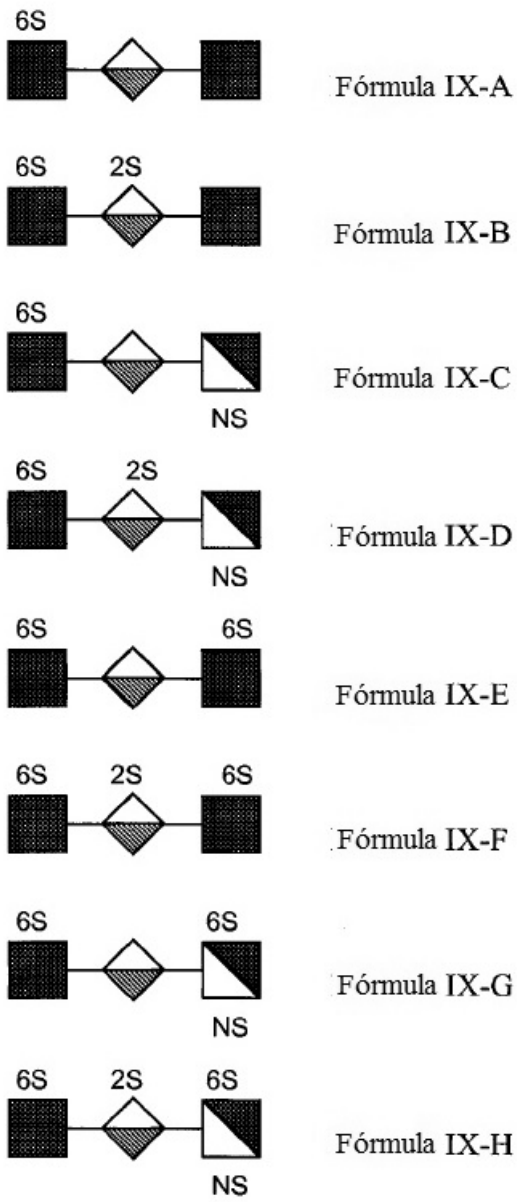 6S
Fórmula IX-A
6S 2S
Fórmula IX-B
6S
Fórmula IX-C
NS
6S 2S
Fórmula IX-D
NS
6S 6S
Fórmula IX-E
6S 2S 6S
Fórmula IX-F
6S 6S
Fórmula IX-G
NS
6S 2S 6S
Fórmula IX-H
NS